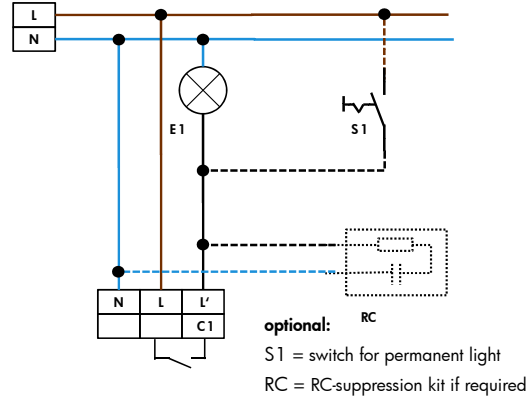 L
N
E1
S1
N L L'
C1
RC
optional:
S1 = switch for permanent light
RC = RC-suppression kit if required